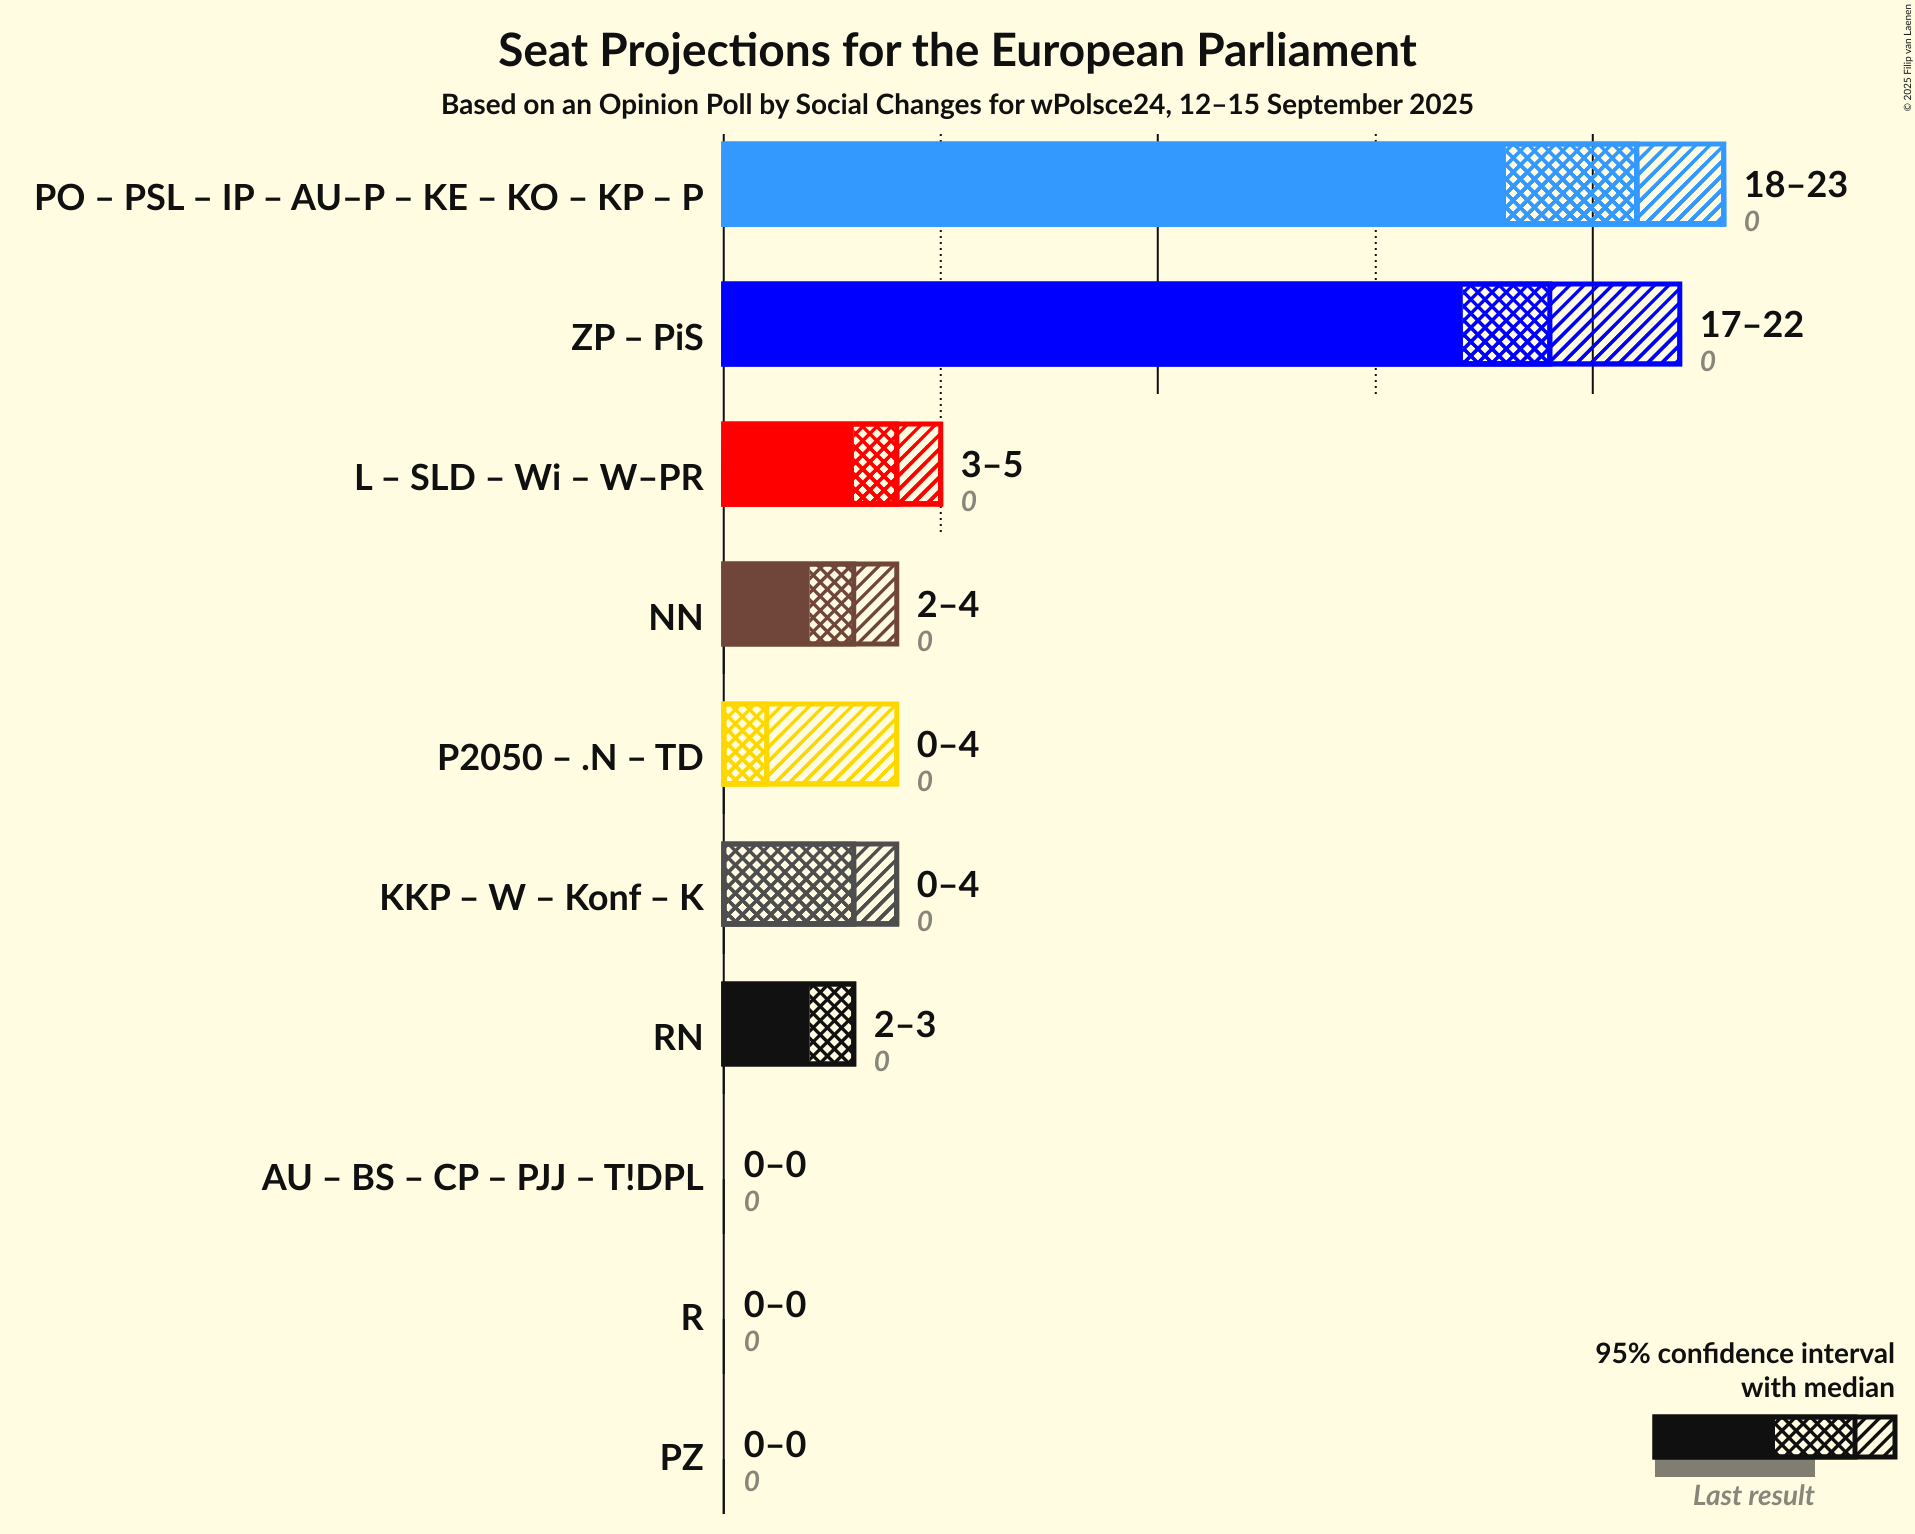 Seat Projections for the European Parliament
Based on an Opinion Poll by Social Changes for wPolsce24, 12–15 September 2025
© 2025 Filip van Laenen
PO – PSL – IP – AU–P – KE – KO – KP – P
18–23
0
ZP – PiS
17–22
0
L – SLD – Wi – W–PR
3–5
0
NN
2–4
0
P2050 – .N – TD
0–4
0
KKP – W – Konf – K
0–4
0
RN
2–3
0
AU – BS – CP – PJJ – T!DPL
0–0
0
R
0–0
0
PZ
0–0
0
95% confidence interval
with median
Last result